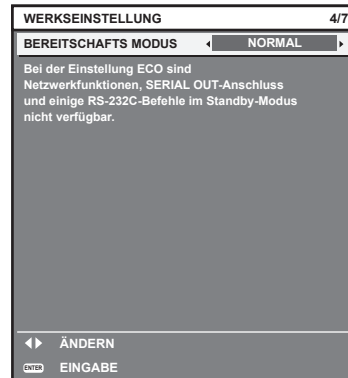 WERKSEINSTELLUNG 4/7
BEREITSCHAFTS MODUS NORMAL
Bei der Einstellung ECO sind
Netzwerkfunktionen, SERIAL OUT-Anschluss
und einige RS-232C-Befehle im Standby-Modus
nicht verfügbar.
ÄNDERN
ENTER EINGABE